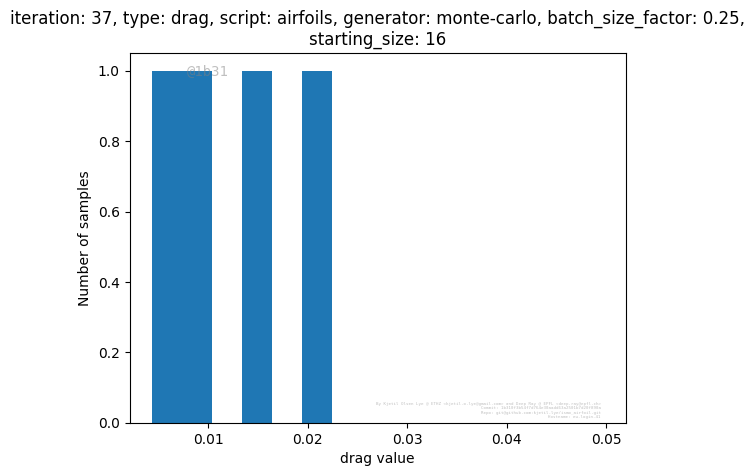 iteration: 37, type: drag, script: airfoils, generator: monte-carlo, batch_size_factor: 0.25,
starting_size: 16
@1b31
1.0
0.8
0.6
0.4
0.2
0.0
Number of samples
0.01
0.02
0.03
0.04
0.05
drag value